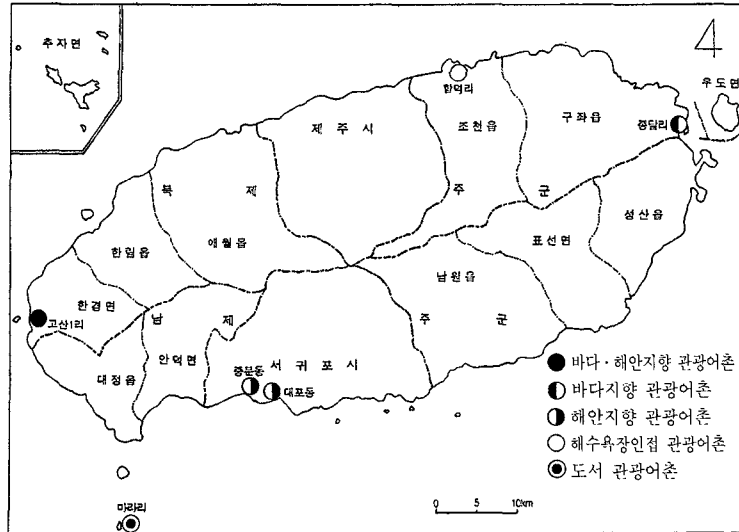 추자면
4
우도면
함덕리
구좌읍
조천읍
제주시
종달리
북 제 주 군
성산읍
애월읍
표선면
한림읍
남원읍
한경면
고산1리
남 제 주 군
안덕면
대정읍
서귀포시
중문동
대포동
바다·해안지향 관광어촌
바다지향 관광어촌
해안지향 관광어촌
해수욕장인접 관광어촌
도서 관광어촌
마라리
0 5 10km